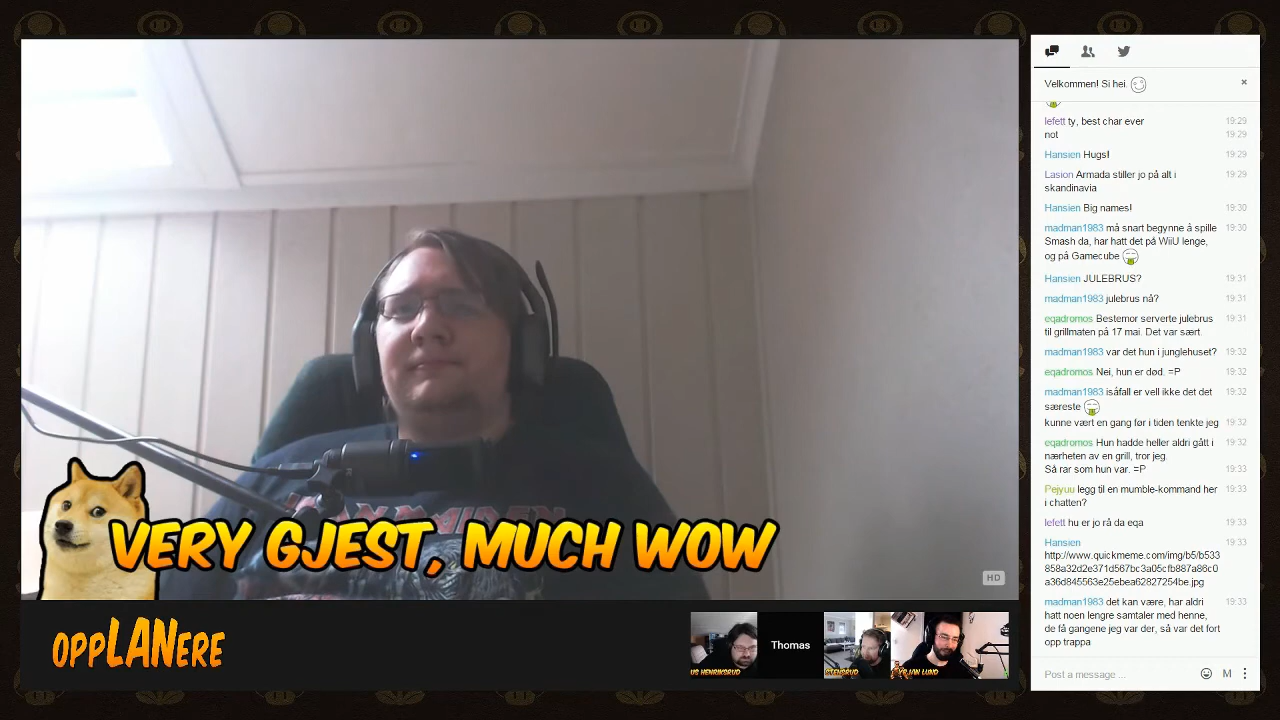 VERY GJEST, MUCH WOW
IRON MAIDEN
HD
OPPLANERE
US HENRIKSRUD
Thomas
STENSRUD
LUND
Velkommen! Si hei.
lefett ty, best char ever 19:29
not 19:29
Hansien Hugs! 19:29
Lasion Armada stiller jo på alt i 19:29
skandinavia
Hansien Big names! 19:30
madman1983 må snart begynne å spille 19:30
Smash da, har hatt det på WiiU lenge,
og på Gamecube
Hansien JULEBRUS? 19:31
madman1983 julebrus nå? 19:31
eqadromos Bestemor serverte julebrus 19:31
til grillmaten på 17 mai. Det var sært.
madman1983 var det hun i junglehuset? 19:32
eqadromos Nei, hun er død. =P 19:32
madman1983 isåfall er vell ikke det det 19:32
særeste
kunne vært en gang før i tiden tenkte jeg 19:32
eqadromos Hun hadde heller aldri gått i 19:32
nærheten av en grill, tror jeg.
Så rar som hun var. =P 19:33
Pejyuu legg til en mumble-kommand her 19:33
i chatten?
lefett hu er jo rå da eqa 19:33
Hansien 19:33
http://www.quickmeme.com/img/b5/b533
858a32d2e371d567bc3a05cfb887a86c0
a36d845563e25ebea62827254be.jpg
madman1983 det kan være, har aldri 19:33
hatt noen lengre samtaler med henne,
de få gangene jeg var der, så var det fort
opp trappa
Post a message ... M